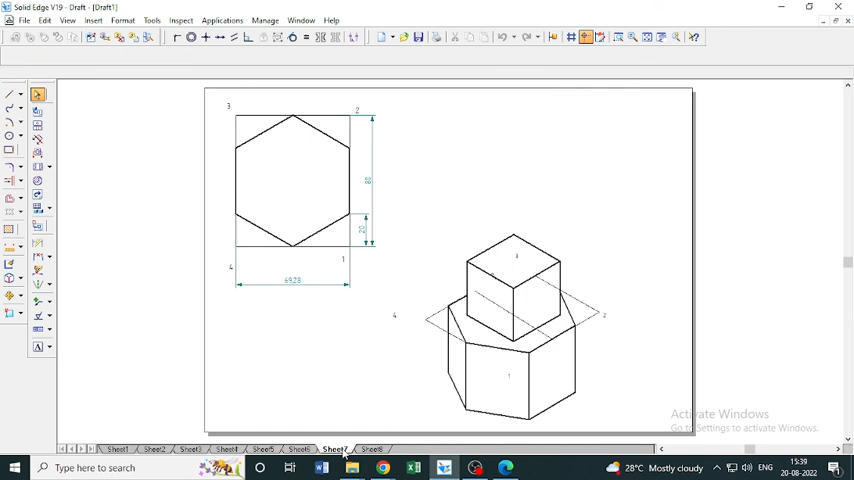 Solid Edge V19 - Draft - [Draft1]
File Edit View Insert Format Tools Inspect Applications Manage Window Help
3
2
80
20
4
1
69,28
3
4
2
1
Activate Windows
Go to Settings to activate Windows.
Sheet1 Sheet2 Sheet3 Sheet4 Sheet5 Sheet6 Sheet7 Sheet8
Type here to search
28°C Mostly cloudy
ENG
15:39
20-08-2022